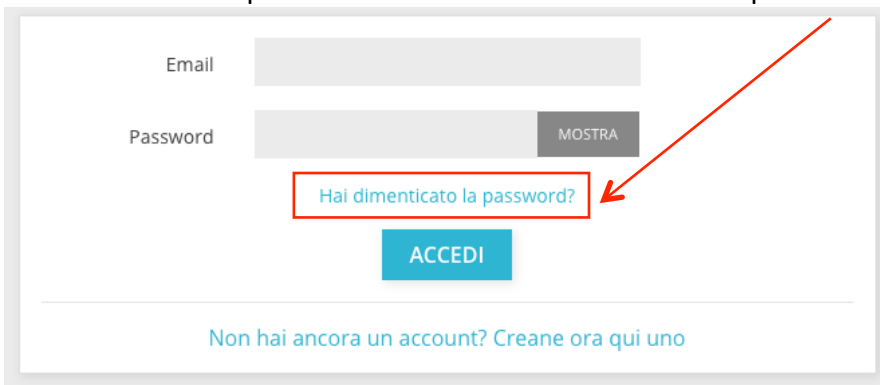 Email
Password
MOSTRA
Hai dimenticato la password?
ACCEDI
Non hai ancora un account? Creane ora qui uno